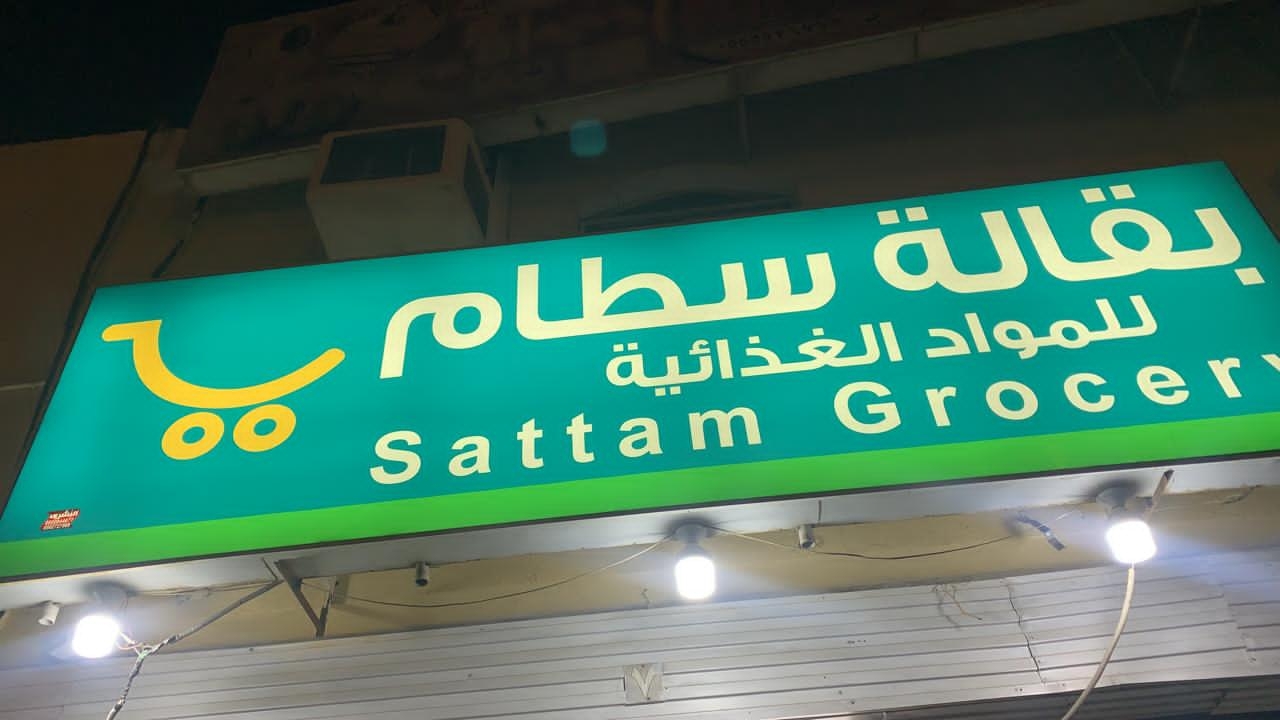 بقالة سطام
للمواد الغذائية
Sattam Grocery